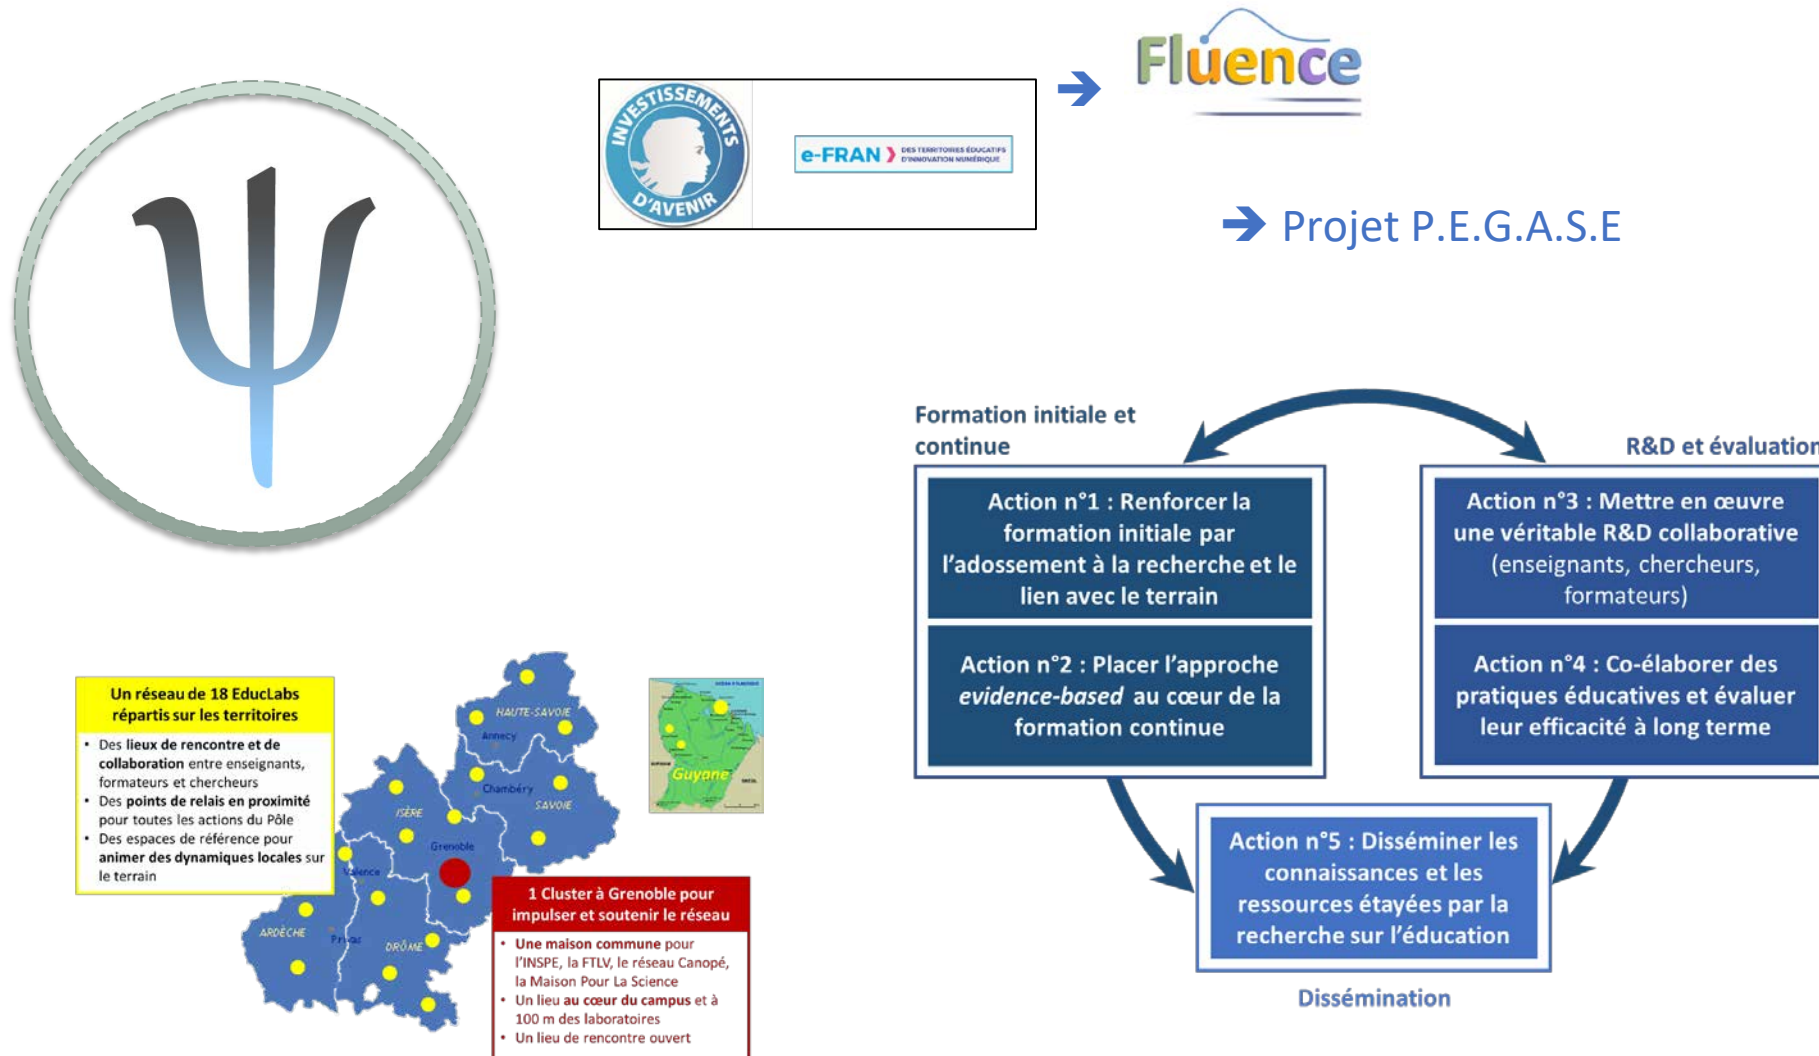 Fluence
INVESTISSEMENTS
D'AVENIR
e-FRAN
DES TERRITOIRES ÉDUCATIFS
D'INNOVATION NUMÉRIQUE
➔ Projet P.E.G.A.S.E
Formation initiale et
continue
R&D et évaluation
Action n°1 : Renforcer la
formation initiale par
l'adossement à la recherche et le
lien avec le terrain
Action n°2 : Placer l'approche
evidence-based au cœur de la
formation continue
Action n°3 : Mettre en œuvre
une véritable R&D collaborative
(enseignants, chercheurs,
formateurs)
Action n°4 : Co-élaborer des
pratiques éducatives et évaluer
leur efficacité à long terme
Action n°5 : Disséminer les
connaissances et les
ressources étayées par la
recherche sur l'éducation
Dissémination
Un réseau de 18 EducLabs
répartis sur les territoires
• Des lieux de rencontre et de
collaboration entre enseignants,
formateurs et chercheurs
• Des points de relais en proximité
pour toutes les actions du Pôle
• Des espaces de référence pour
animer des dynamiques locales sur
le terrain
HAUTE-SAVOIE
Annecy
Chambéry
SAVOIE
ISÈRE
Grenoble
Valence
ARDÈCHE
Privas
DRÔME
Guyane
1 Cluster à Grenoble pour
impulser et soutenir le réseau
• Une maison commune pour
l'INSPE, la FTLV, le réseau Canopé,
la Maison Pour La Science
• Un lieu au cœur du campus et à
100 m des laboratoires
• Un lieu de rencontre ouvert